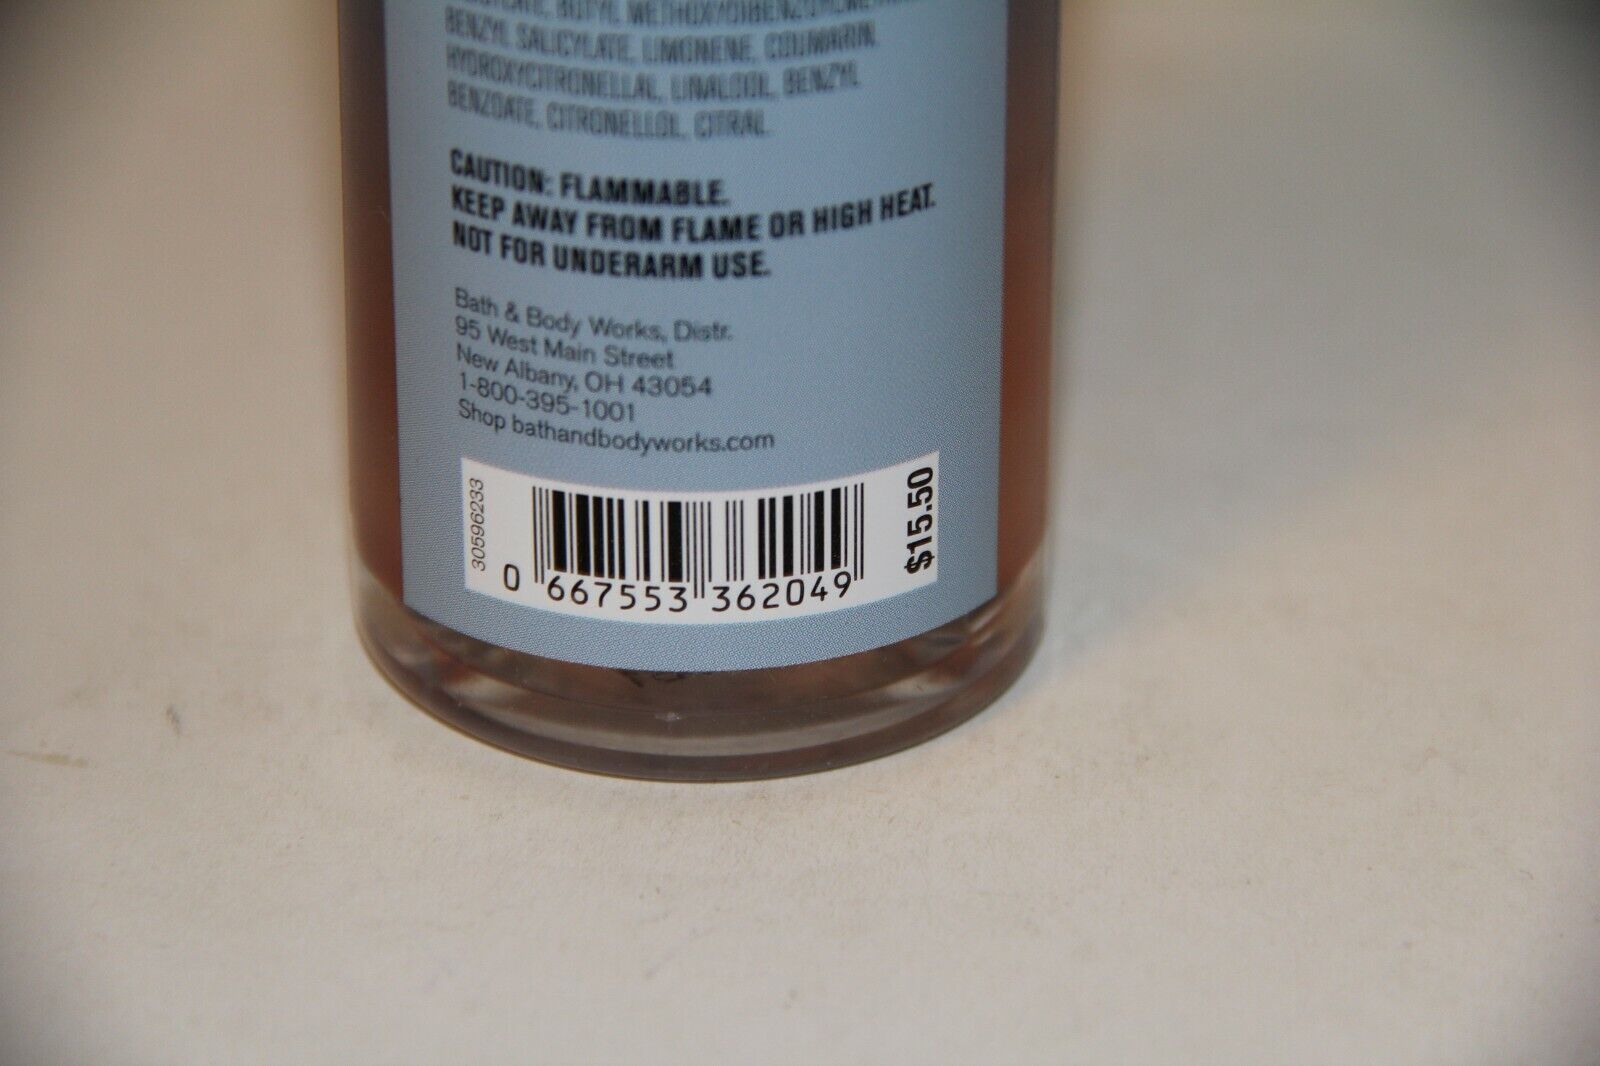 BUTYL METHOXYDIBENZOYLMETHANE,
BENZYL SALICYLATE, LIMONENE, COUMARIN,
HYDROXYCITRONELLAL, LINALOOL, BENZYL
BENZOATE, CITRONELLOL, CITRAL.
CAUTION: FLAMMABLE.
KEEP AWAY FROM FLAME OR HIGH HEAT.
NOT FOR UNDERARM USE.
Bath & Body Works, Distr.
95 West Main Street
New Albany, OH 43054
1-800-395-1001
Shop bathandbodyworks.com
30596233
$15.50
0 667553 362049